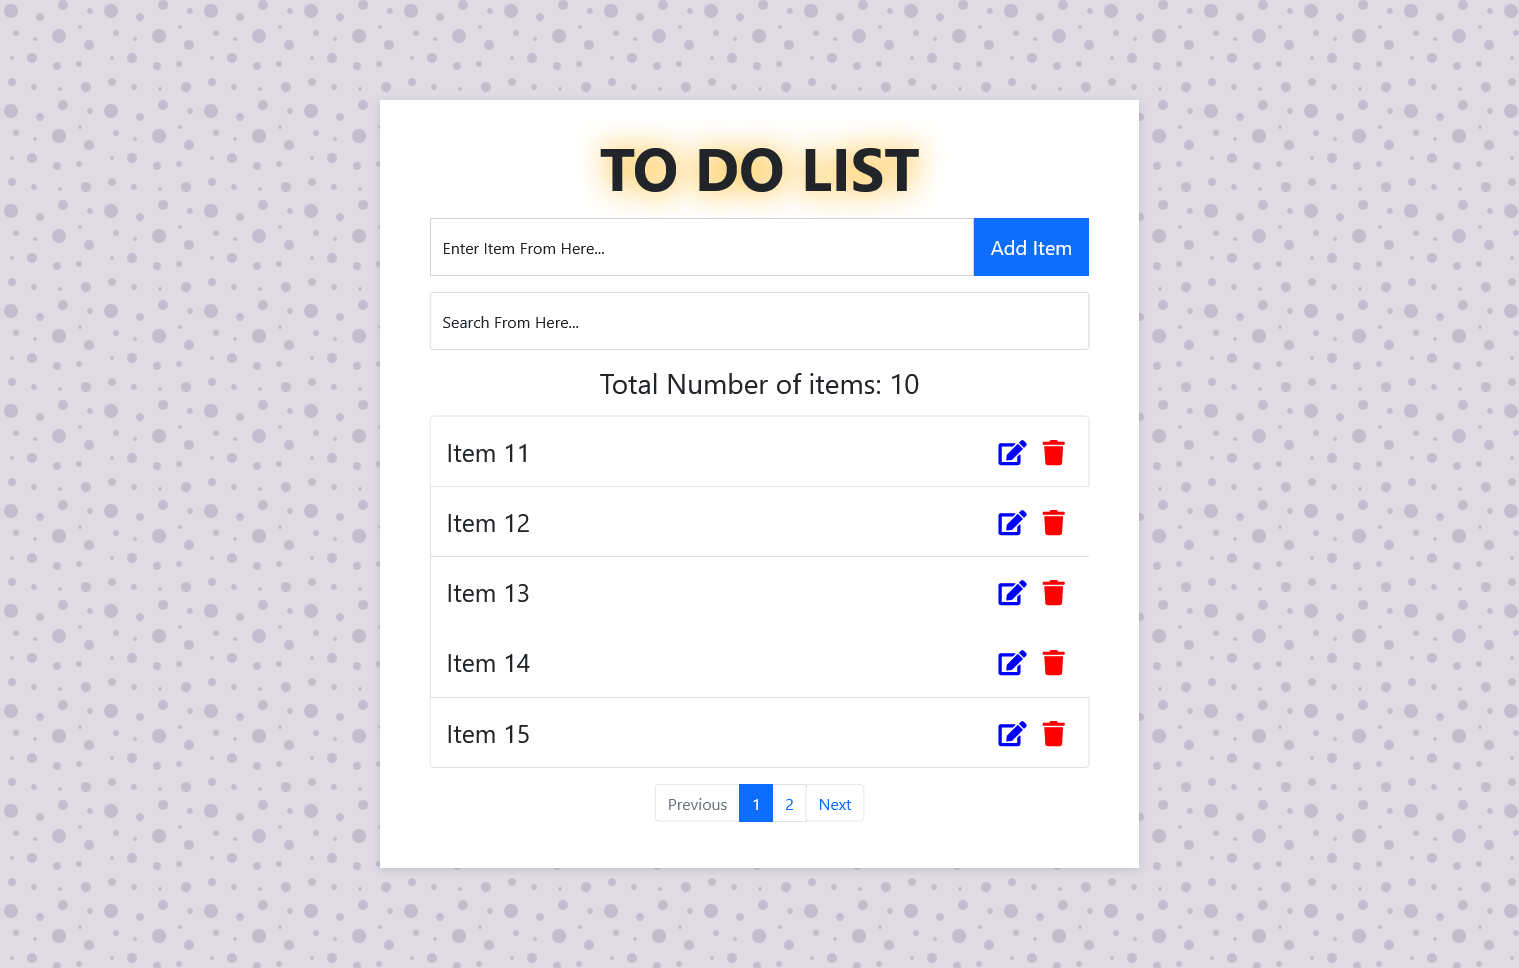 TO DO LIST
Enter Item From Here...
Add Item
Search From Here...
Total Number of items: 10
Item 11
Item 12
Item 13
Item 14
Item 15
Previous 1 2 Next